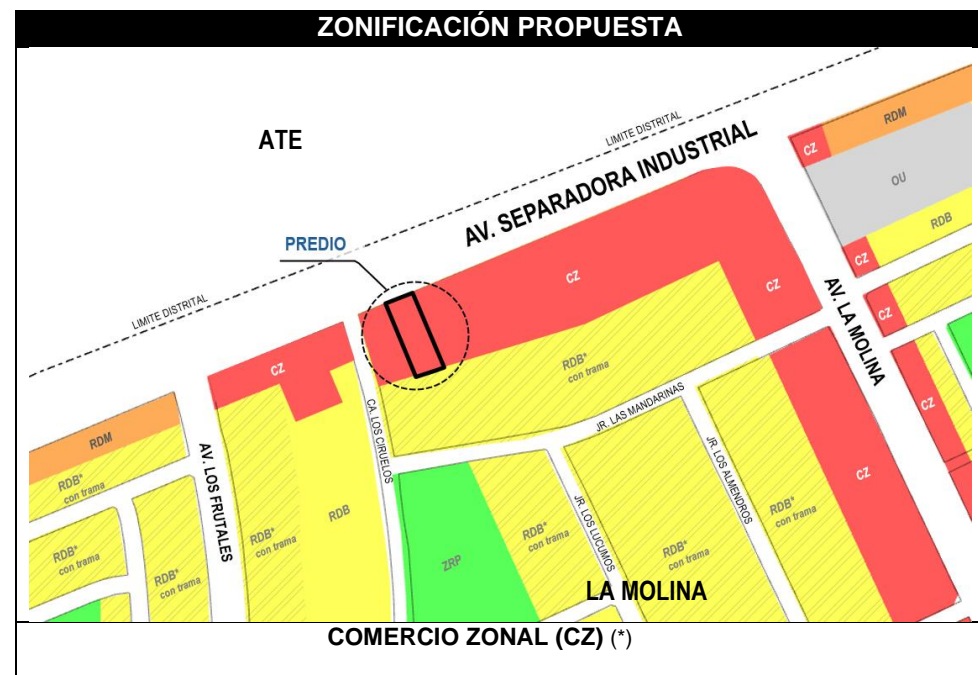 ZONIFICACIÓN PROPUESTA
ATE
LIMITE DISTRITAL
AV. SEPARADORA INDUSTRIAL
RDM
CZ
OU
RDB
CZ
PREDIO
LIMITE DISTRITAL
CZ
CZ
AV. LA MOLINA
CZ
CZ
RDB*
con trama
JR. LAS MANDARINAS
CA. LOS CIRUELOS
RDM
AV. LOS FRUTALES
RDB*
con trama
RDB*
con trama
RDB*
con trama
RDB*
con trama
RDB
ZRP
RDB*
con trama
JR. LOS LUCUMOS
RDB*
con trama
JR. LOS ALMENDROS
RDB*
con trama
CZ
CZ
LA MOLINA
COMERCIO ZONAL (CZ) (*)